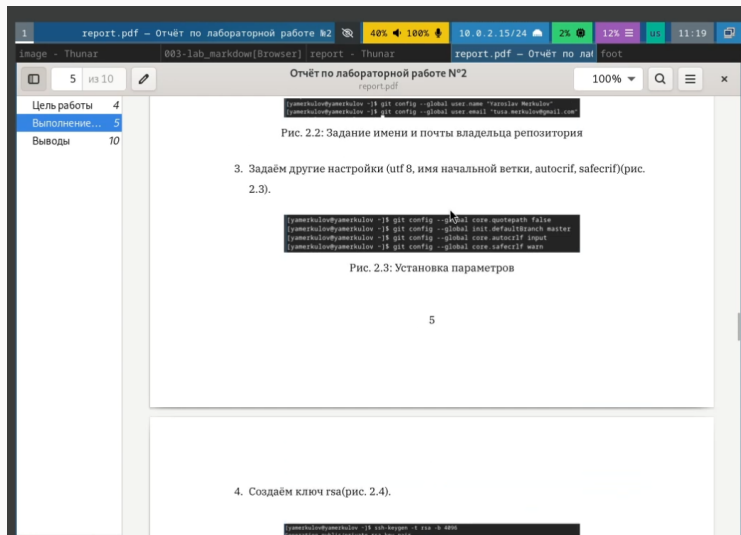 1 report.pdf — Отчёт по лабораторной работе №2 40% 100% 10.0.2.15/24 2% 12% us 11:19
image - Thunar 003-lab_markdow[Browser] report - Thunar report.pdf — Отчёт по лаб foot
5 из 10 Отчёт по лабораторной работе №2 100%
report.pdf
Цель работы 4
Выполнение... 5
Выводы 10
[yamerkulov@yamerkulov ~]$ git config --global user.name "Yaroslav Merkulov"
[yamerkulov@yamerkulov ~]$ git config --global user.email "tusa.merkulov@gmail.com"
Рис. 2.2: Задание имени и почты владельца репозитория
3. Задаём другие настройки (utf 8, имя начальной ветки, autocrif, safecrif)(рис.
2.3).
[yamerkulov@yamerkulov ~]$ git config --global core.quotepath false
[yamerkulov@yamerkulov ~]$ git config --global init.defaultBranch master
[yamerkulov@yamerkulov ~]$ git config --global core.autocrlf input
[yamerkulov@yamerkulov ~]$ git config --global core.safecrlf warn
Рис. 2.3: Установка параметров
5
4. Создаём ключ rsa(рис. 2.4).
[yamerkulov@yamerkulov ~]$ ssh-keygen -t rsa -b 4096